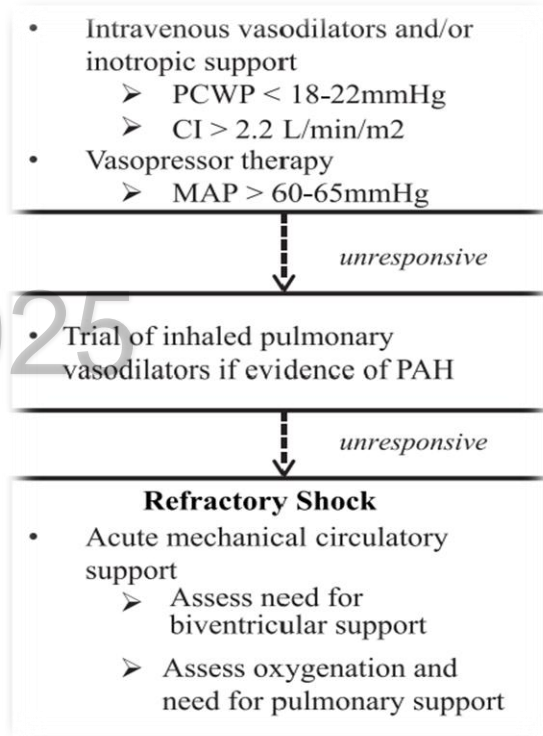 • Intravenous vasodilators and/or
inotropic support
➢ PCWP < 18-22mmHg
➢ CI > 2.2 L/min/m2
• Vasopressor therapy
➢ MAP > 60-65mmHg
unresponsive
• Trial of inhaled pulmonary
vasodilators if evidence of PAH
unresponsive
Refractory Shock
• Acute mechanical circulatory
support
➢ Assess need for
biventricular support
➢ Assess oxygenation and
need for pulmonary support